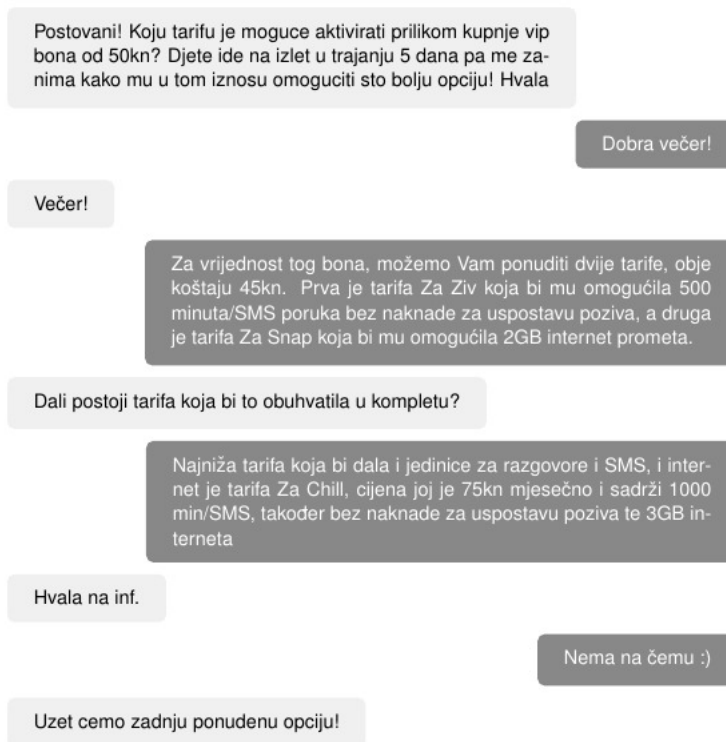 Postovani! Koju tarifu je moguce aktivirati prilikom kupnje vip
bona od 50kn? Djete ide na izlet u trajanju 5 dana pa me za-
nima kako mu u tom iznosu omoguciti sto bolju opciju! Hvala
Dobra večer!
Večer!
Za vrijednost tog bona, možemo Vam ponuditi dvije tarife, obje
koštaju 45kn. Prva je tarifa Za Ziv koja bi mu omogućila 500
minuta/SMS poruka bez naknade za uspostavu poziva, a druga
je tarifa Za Snap koja bi mu omogućila 2GB internet prometa.
Dali postoji tarifa koja bi to obuhvatila u kompletu?
Najniža tarifa koja bi dala i jedinice za razgovore i SMS, i inter-
net je tarifa Za Chill, cijena joj je 75kn mjesečno i sadrži 1000
min/SMS, također bez naknade za uspostavu poziva te 3GB in-
terneta
Hvala na inf.
Nema na čemu :)
Uzet cemo zadnju ponudenu opciju!